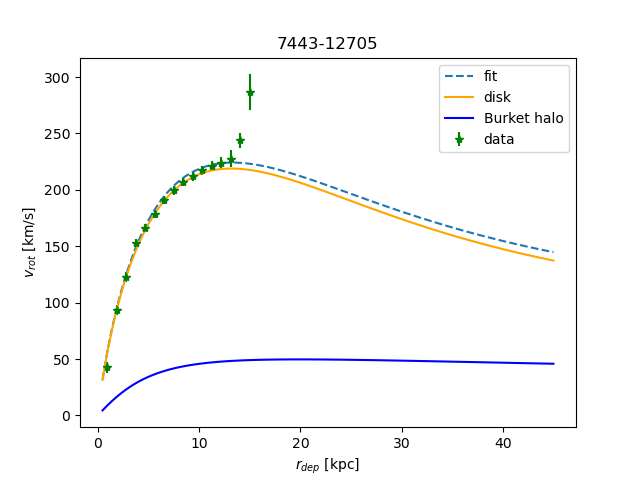 7443-12705
300
250
200
150
100
50
0
v_rot [km/s]
fit
disk
Burket halo
data
0 10 20 30 40
r_dep [kpc]